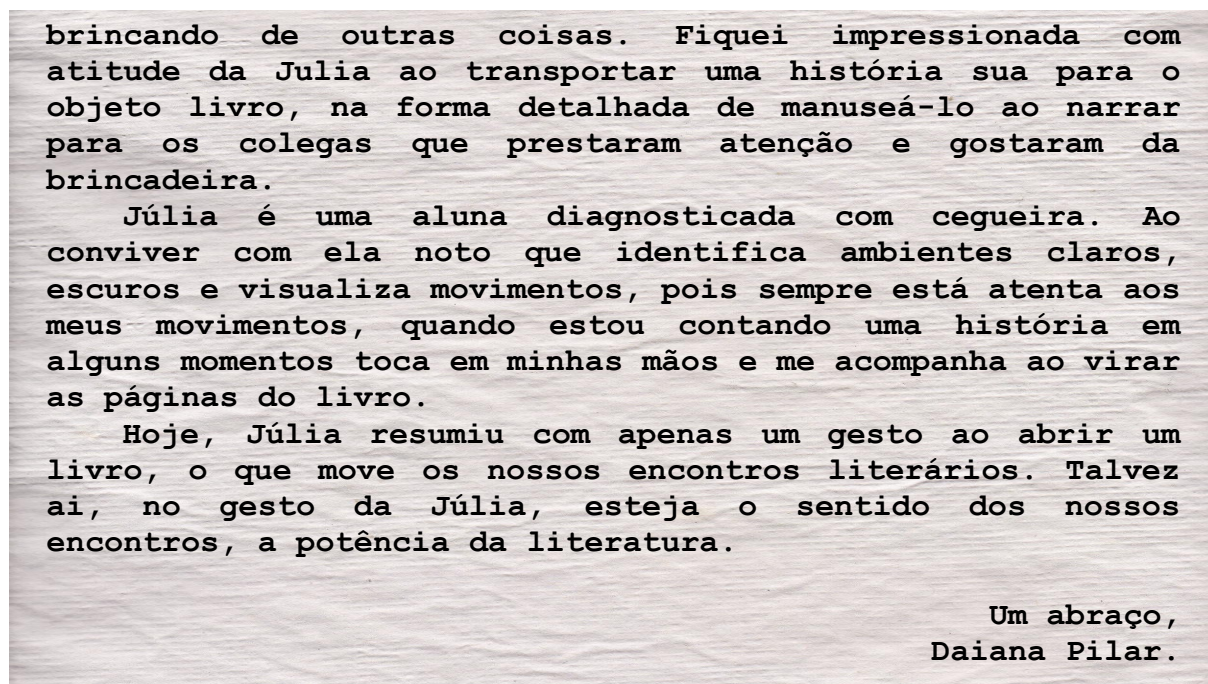 brincando de outras coisas. Fiquei impressionada com
atitude da Julia ao transportar uma história sua para o
objeto livro, na forma detalhada de manuseá-lo ao narrar
para os colegas que prestaram atenção e gostaram da
brincadeira.
Júlia é uma aluna diagnosticada com cegueira. Ao
conviver com ela noto que identifica ambientes claros,
escuros e visualiza movimentos, pois sempre está atenta aos
meus movimentos, quando estou contando uma história em
alguns momentos toca em minhas mãos e me acompanha ao virar
as páginas do livro.
Hoje, Júlia resumiu com apenas um gesto ao abrir um
livro, o que move os nossos encontros literários. Talvez
ai, no gesto da Júlia, esteja o sentido dos nossos
encontros, a potência da literatura.
Um abraço,
Daiana Pilar.